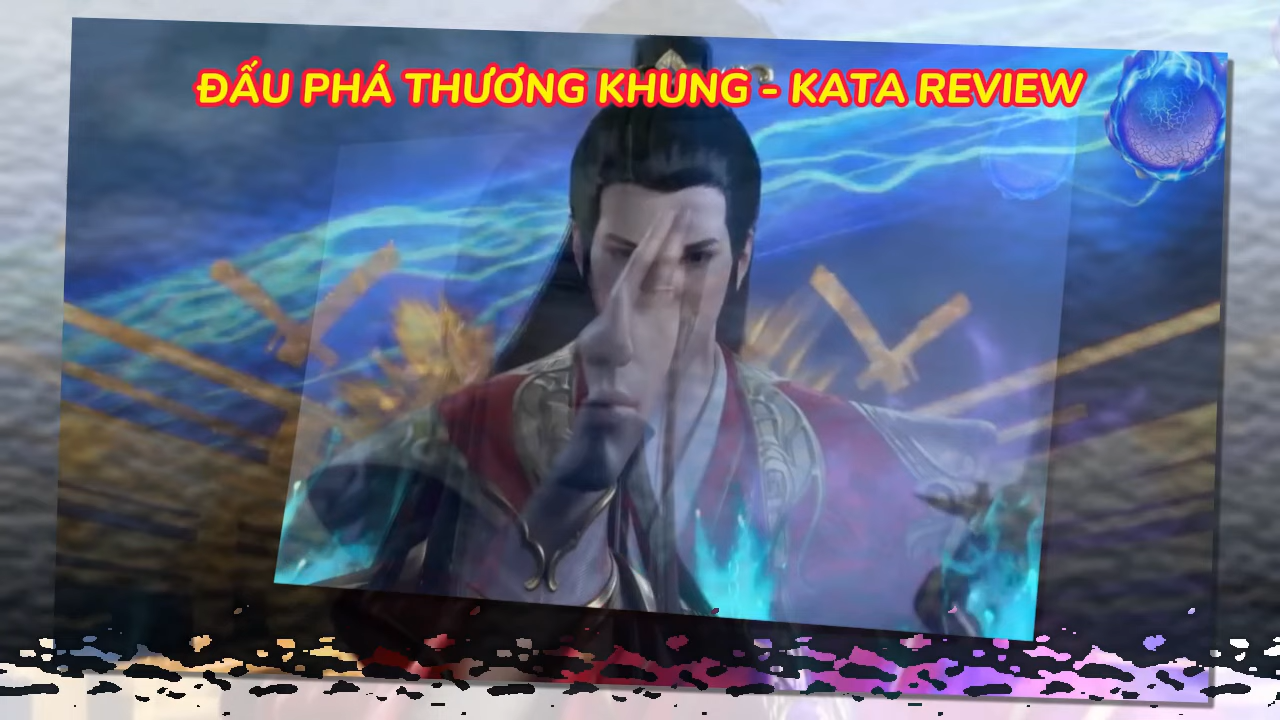 ĐẤU PHÁ THƯƠNG KHUNG - KATA REVIEW